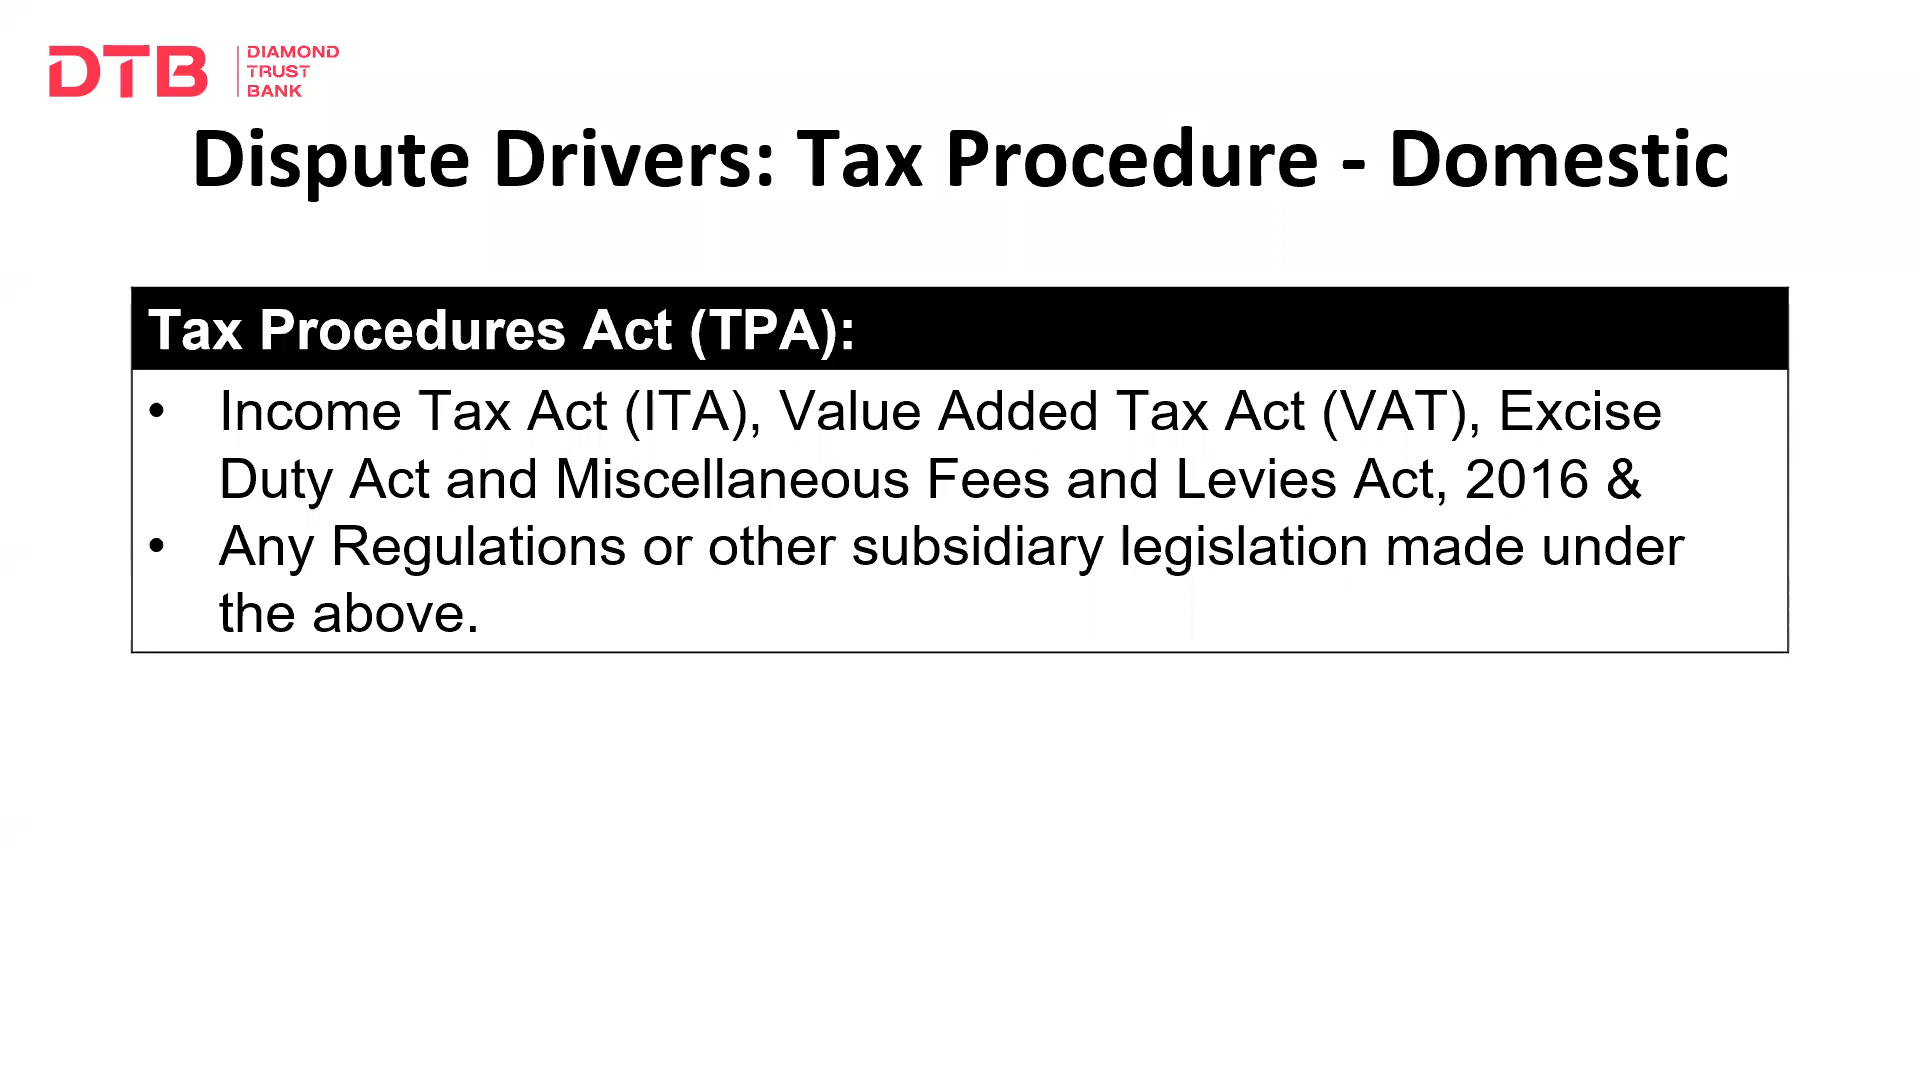 DTB
DIAMOND
TRUST
BANK
Dispute Drivers: Tax Procedure - Domestic
Tax Procedures Act (TPA):
• Income Tax Act (ITA), Value Added Tax Act (VAT), Excise
Duty Act and Miscellaneous Fees and Levies Act, 2016 &
• Any Regulations or other subsidiary legislation made under
the above.